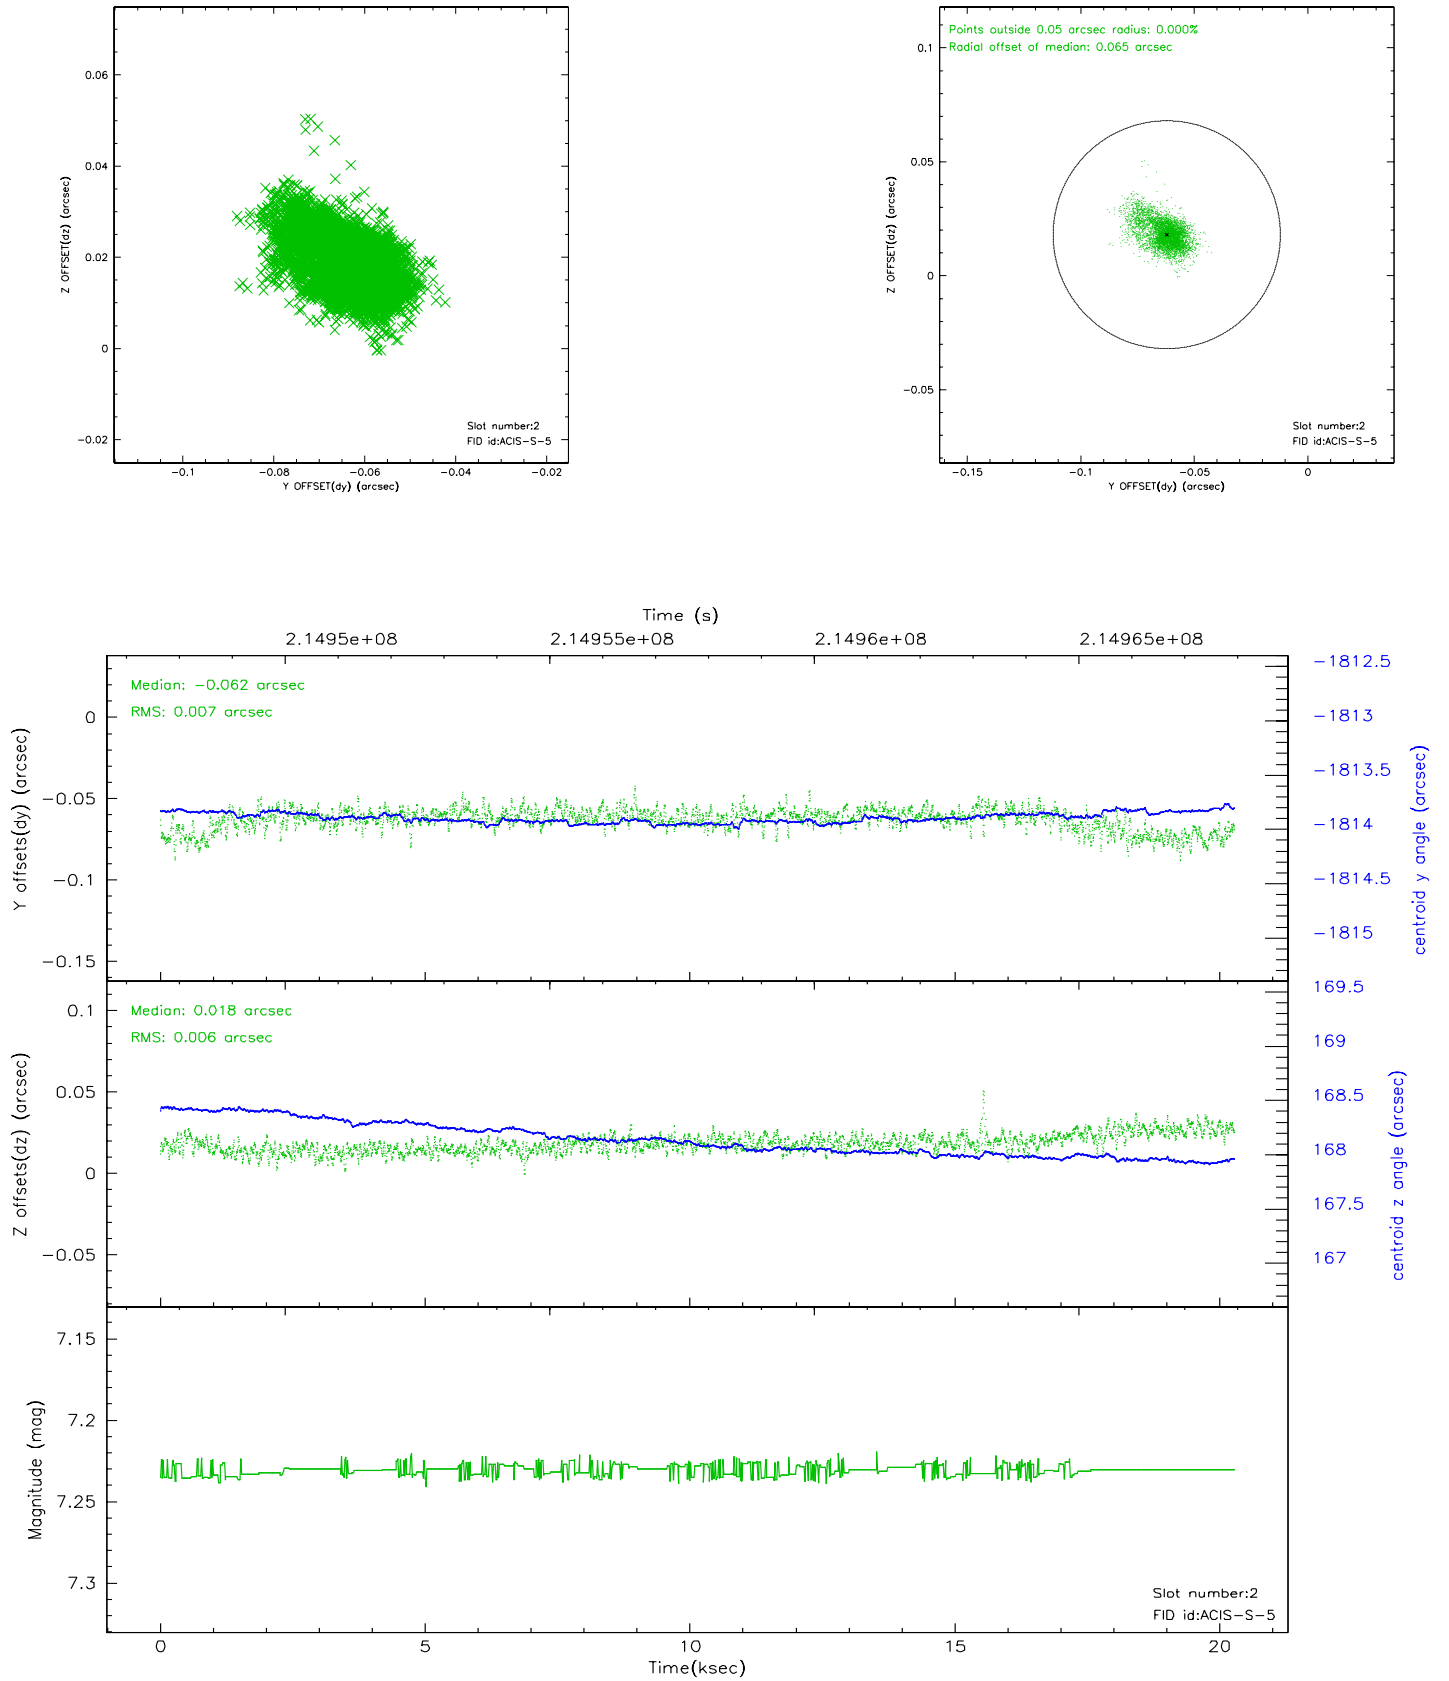 0.06
0.04
0.02
0
−0.02
Z OFFSET(dz) (arcsec)
Slot number:2
FID id:ACIS−S−5
−0.1 −0.08 −0.06 −0.04 −0.02
Y OFFSET(dy) (arcsec)
Points outside 0.05 arcsec radius: 0.000%
Radial offset of median: 0.065 arcsec
0.1
0.05
0
−0.05
Z OFFSET(dz) (arcsec)
Slot number:2
FID id:ACIS−S−5
−0.15 −0.1 −0.05 0
Y OFFSET(dy) (arcsec)
Time (s)
2.1495e+08 2.14955e+08 2.1496e+08 2.14965e+08
Median: −0.062 arcsec
RMS: 0.007 arcsec
0
−0.05
−0.1
−0.15
Y offsets(dy) (arcsec)
−1812.5
−1813
−1813.5
−1814
−1814.5
−1815
centroid y angle (arcsec)
Median: 0.018 arcsec
RMS: 0.006 arcsec
0.1
0.05
0
−0.05
Z offsets(dz) (arcsec)
169.5
169
168.5
168
167.5
167
centroid z angle (arcsec)
7.15
7.2
7.25
7.3
Magnitude (mag)
Slot number:2
FID id:ACIS−S−5
0 5 10 15 20
Time(ksec)